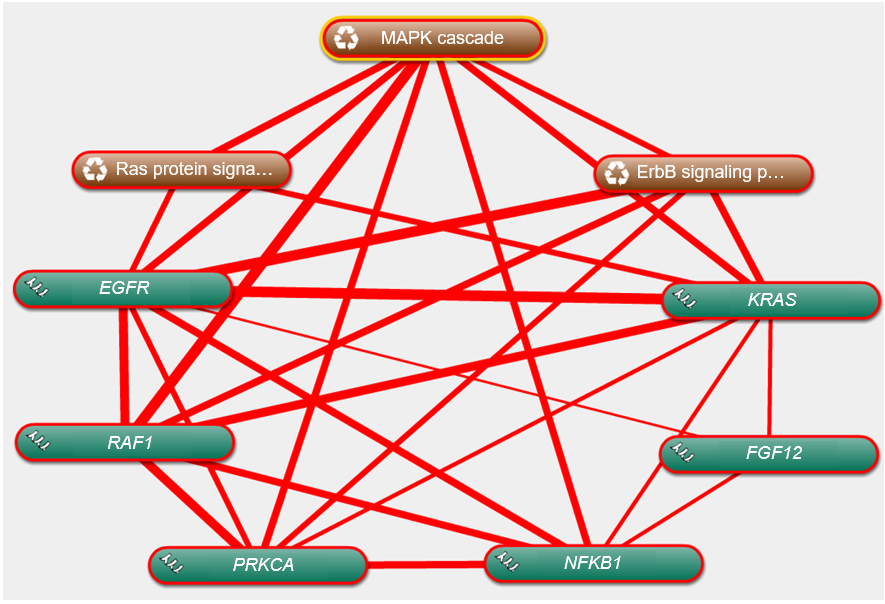 MAPK cascade
Ras protein signa…
ErbB signaling p…
EGFR
KRAS
RAF1
FGF12
PRKCA
NFKB1